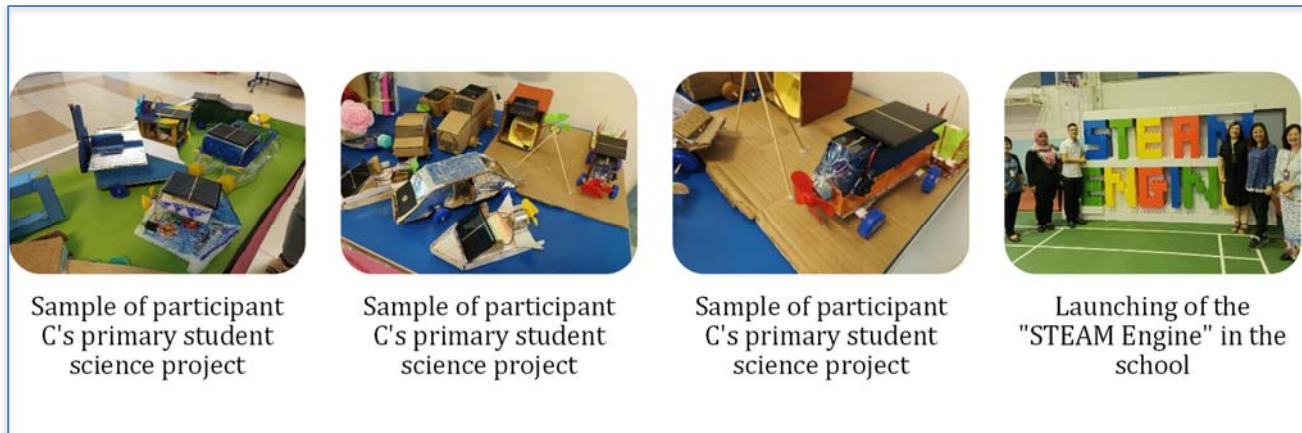 STEAM
ENGINE
Sample of participant
C's primary student
science project
Sample of participant
C's primary student
science project
Sample of participant
C's primary student
science project
Launching of the
"STEAM Engine" in the
school